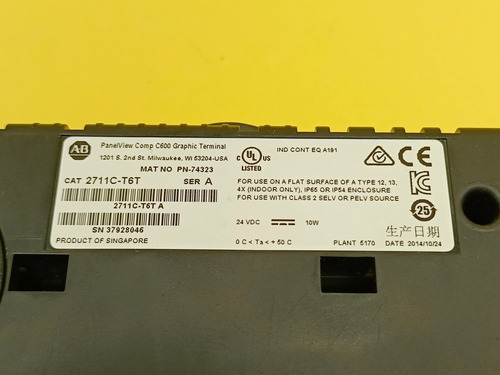 AB
PanelView Comp C600 Graphic Terminal
1201 S. 2nd St. Milwaukee, WI 53204-USA
MAT NO PN-74323
CAT 2711C-T6T SER A
2711C-T6T A
SN 37928046
PRODUCT OF SINGAPORE
C UL US
LISTED
IND CONT EQ A191
CE
FOR USE ON A FLAT SURFACE OF A TYPE 12, 13,
4X (INDOOR ONLY), IP65 OR IP54 ENCLOSURE
FOR USE WITH CLASS 2 SELV OR PELV SOURCE
25
24 VDC 10W
生产日期
0 C < Ta < + 50 C
PLANT 5170 DATE 2014/10/24